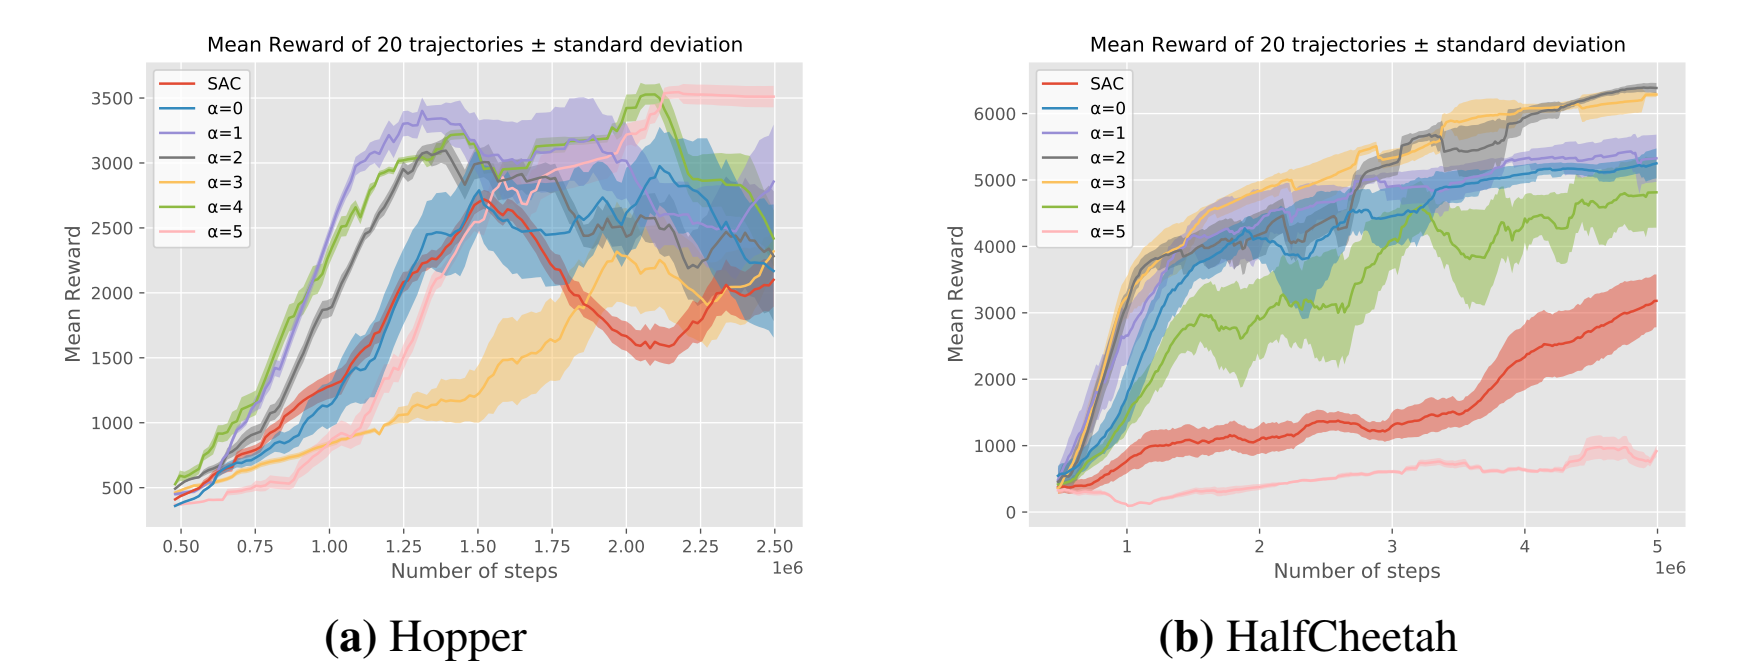 Mean Reward of 20 trajectories ± standard deviation
SAC
α=0
α=1
α=2
α=3
α=4
α=5
3500
3000
2500
2000
1500
1000
500
Mean Reward
0.50 0.75 1.00 1.25 1.50 1.75 2.00 2.25 2.50
1e6
Number of steps
(a) Hopper
Mean Reward of 20 trajectories ± standard deviation
SAC
α=0
α=1
α=2
α=3
α=4
α=5
6000
5000
4000
3000
2000
1000
0
Mean Reward
1 2 3 4 5
1e6
Number of steps
(b) HalfCheetah